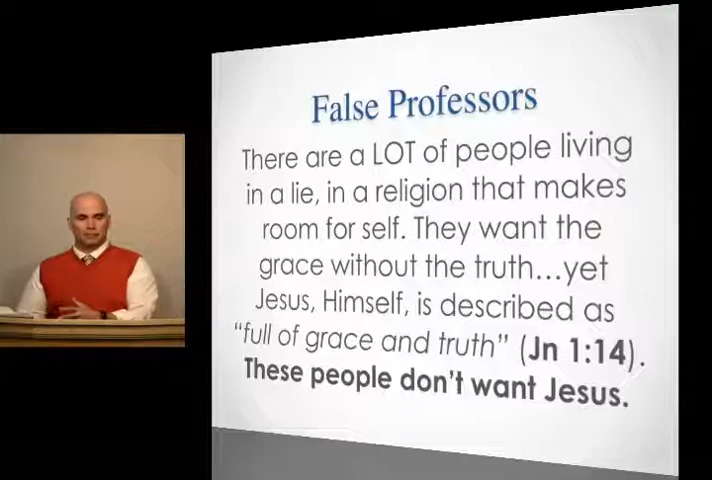 False Professors
There are a LOT of people living
in a lie, in a religion that makes
room for self. They want the
grace without the truth...yet
Jesus, Himself, is described as
“full of grace and truth” (Jn 1:14).
These people don’t want Jesus.